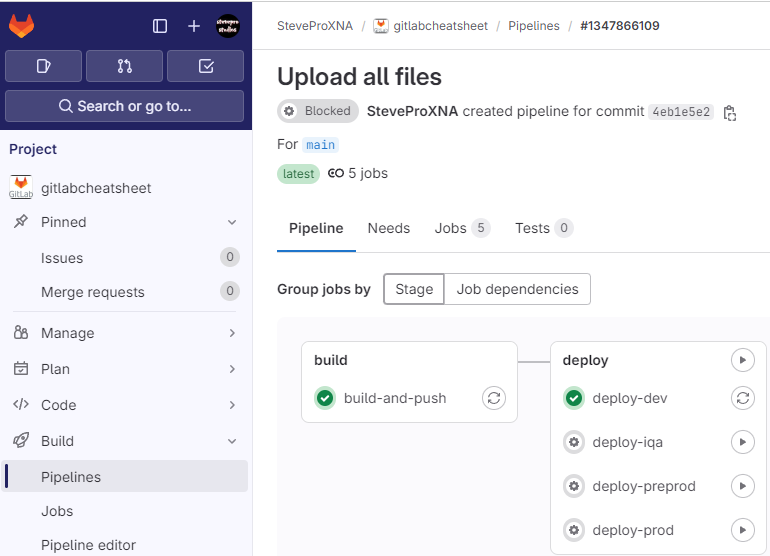 stevepro
studios
SteveProXNA / gitlabcheatsheet / Pipelines / #1347866109
Search or go to...
Project
GitLab
gitlabcheatsheet
Pinned
Issues 0
Merge requests 0
Manage
Plan
Code
Build
Pipelines
Jobs
Pipeline editor
Upload all files
Blocked SteveProXNA created pipeline for commit 4eb1e5e2
For main
latest 5 jobs
Pipeline Needs Jobs 5 Tests 0
Group jobs by Stage Job dependencies
build
build-and-push
deploy
deploy-dev
deploy-iqa
deploy-preprod
deploy-prod